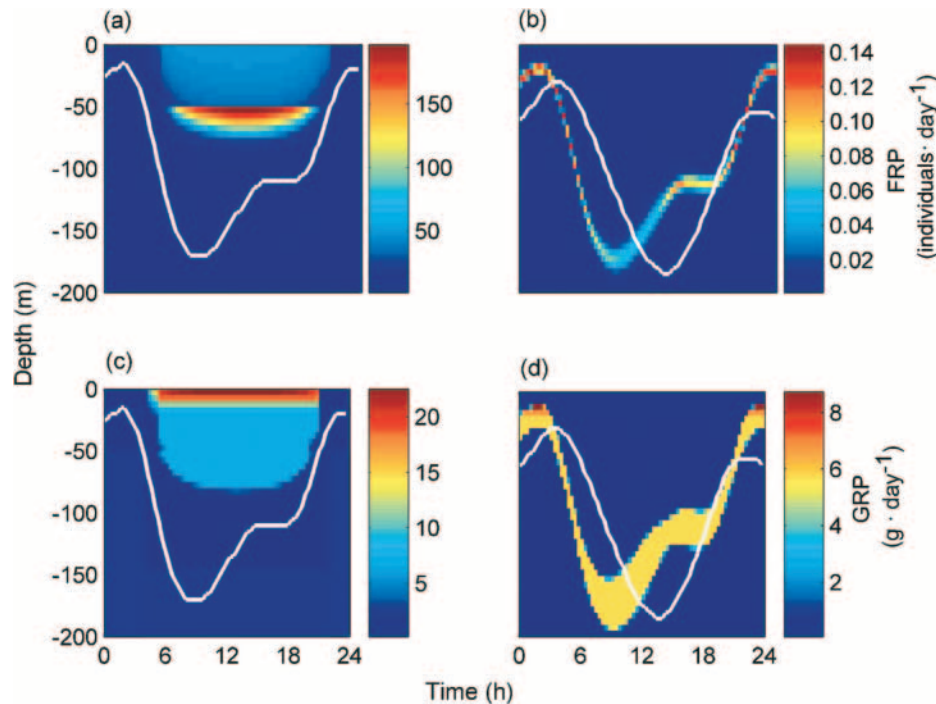 (a)
(b)
0
-50
-100
-150
-200
150
100
50
0.14
0.12
0.10
0.08
0.06
0.04
0.02
FRP
(individuals· day⁻¹)
Depth (m)
(c)
(d)
0
-50
-100
-150
-200
0 6 12 18 24
20
15
10
5
0 6 12 18 24
8
6
4
2
GRP
(g · day⁻¹)
Time (h)